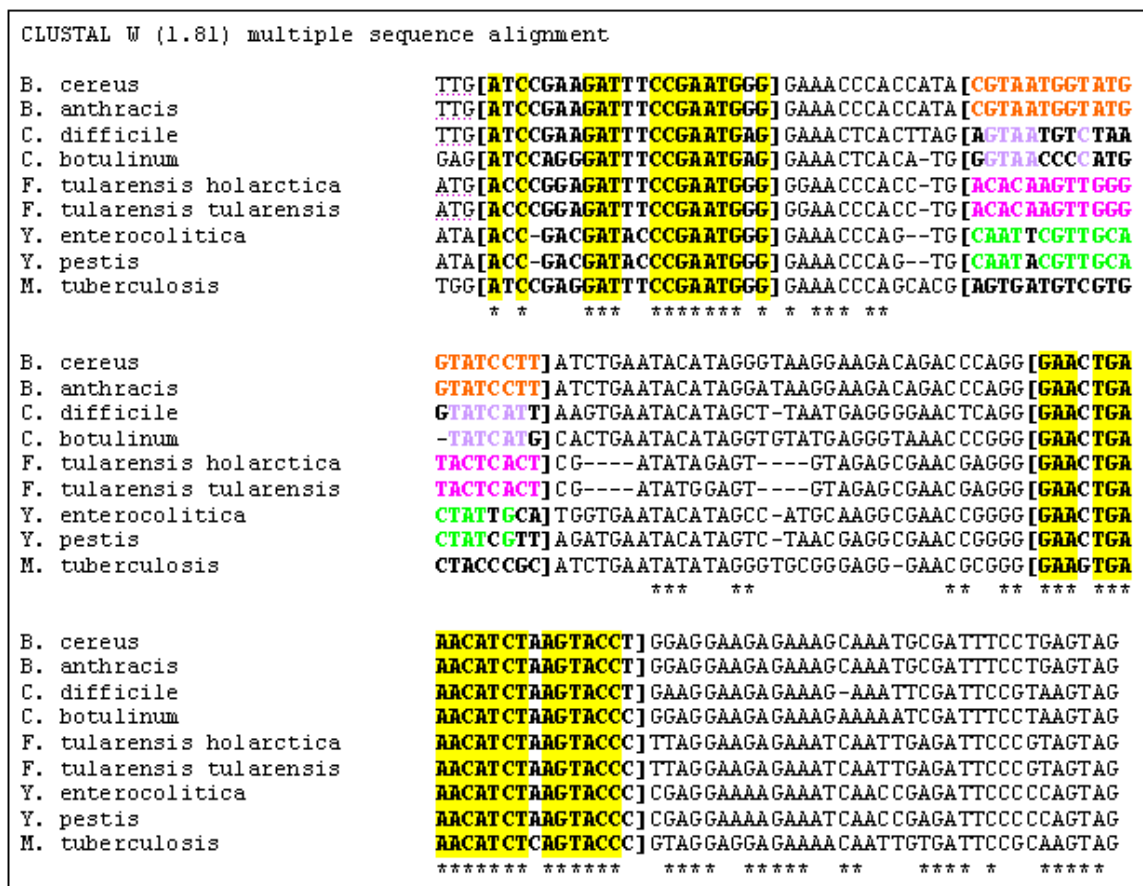 CLUSTAL W (1.81) multiple sequence alignment
B. cereus TTG[ATCCGAAGATTTCCGAATGGG]GAAACCCACCATA[CGTAATGGTATG
B. anthracis TTG[ATCCGAAGATTTCCGAATGGG]GAAACCCACCATA[CGTAATGGTATG
C. difficile TTG[ATCCGAAGATTTCCGAATGAG]GAAACTCACTTAG[AGTAATGTCTAA
C. botulinum GAG[ATCCAGGGATTTCCGAATGAG]GAAACTCACA-TG[GGTAACCCCATG
F. tularensis holarctica ATG[ACCCGGAGATTTCCGAATGGG]GGAACCCACC-TG[ACACAAGTTGGG
F. tularensis tularensis ATG[ACCCGGAGATTTCCGAATGGG]GGAACCCACC-TG[ACACAAGTTGGG
Y. enterocolitica ATA[ACC-GACGATACCCGAATGGG]GAAACCCAG--TG[CAATTCGTTGCA
Y. pestis ATA[ACC-GACGATACCCGAATGGG]GAAACCCAG--TG[CAATACGTTGCA
M. tuberculosis TGG[ATCCGAGGATTTCCGAATGGG]GAAACCCAGCACG[AGTGATGTCGTG
* * *** ******* * * *** **
B. cereus GTATCCTT]ATCTGAATACATAGGGTAAGGAAGACAGACCCAGG[GAACTGA
B. anthracis GTATCCTT]ATCTGAATACATAGGATAAGGAAGACAGACCCAGG[GAACTGA
C. difficile GTATCATT]AAGTGAATACATAGCT-TAATGAGGGGAACTCAGG[GAACTGA
C. botulinum -TATCATG]CACTGAATACATAGGTGTATGAGGGTAAACCCGGG[GAACTGA
F. tularensis holarctica TACTCACT]CG----ATATAGAGT----GTAGAGCGAACGAGGG[GAACTGA
F. tularensis tularensis TACTCACT]CG----ATATGGAGT----GTAGAGCGAACGAGGG[GAACTGA
Y. enterocolitica CTATTGCA]TGGTGAATACATAGCC-ATGCAAGGCGAACCGGGG[GAACTGA
Y. pestis CTATCGTT]AGATGAATACATAGTC-TAACGAGGCGAACCGGGG[GAACTGA
M. tuberculosis CTACCCGC]ATCTGAATATATAGGGTGCGGGAGG-GAACGCGGG[GAAGTGA
*** ** ** ** *** ***
B. cereus AACATCTAAGTACCT]GGAGGAAGAGAAAGCAAATGCGATTTCCTGAGTAG
B. anthracis AACATCTAAGTACCT]GGAGGAAGAGAAAGCAAATGCGATTTCCTGAGTAG
C. difficile AACATCTAAGTACCT]GAAGGAAGAGAAAG-AAATTCGATTCCGTAAGTAG
C. botulinum AACATCTAAGTACCC]GGAGGAAGAGAAAGAAAAATCGATTTCCTAAGTAG
F. tularensis holarctica AACATCTAAGTACCC]TTAGGAAGAGAAATCAATTGAGATTCCCGTAGTAG
F. tularensis tularensis AACATCTAAGTACCC]TTAGGAAGAGAAATCAATTGAGATTCCCGTAGTAG
Y. enterocolitica AACATCTAAGTACCC]CGAGGAAAAGAAATCAACCGAGATTCCCCCAGTAG
Y. pestis AACATCTAAGTACCC]CGAGGAAAAGAAATCAACCGAGATTCCCCCAGTAG
M. tuberculosis AACATCTCAGTACCC]GTAGGAGGAGAAAACAATTGTGATTCCGCAAGTAG
******* ****** **** ***** ** **** * *****